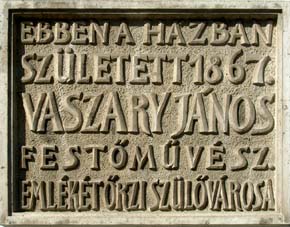 EBBEN A HÁZBAN
SZÜLETETT 1867.
VASZARY JÁNOS
FESTŐMŰVÉSZ
EMLÉKÉT ŐRZI SZÜLŐVÁROSA